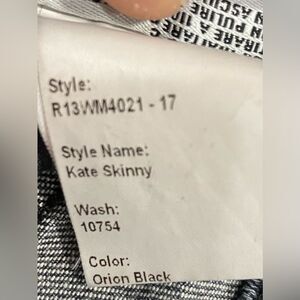 Style:
R13WM4021 - 17
Style Name:
Kate Skinny
Wash:
10754
Color:
Orion Black